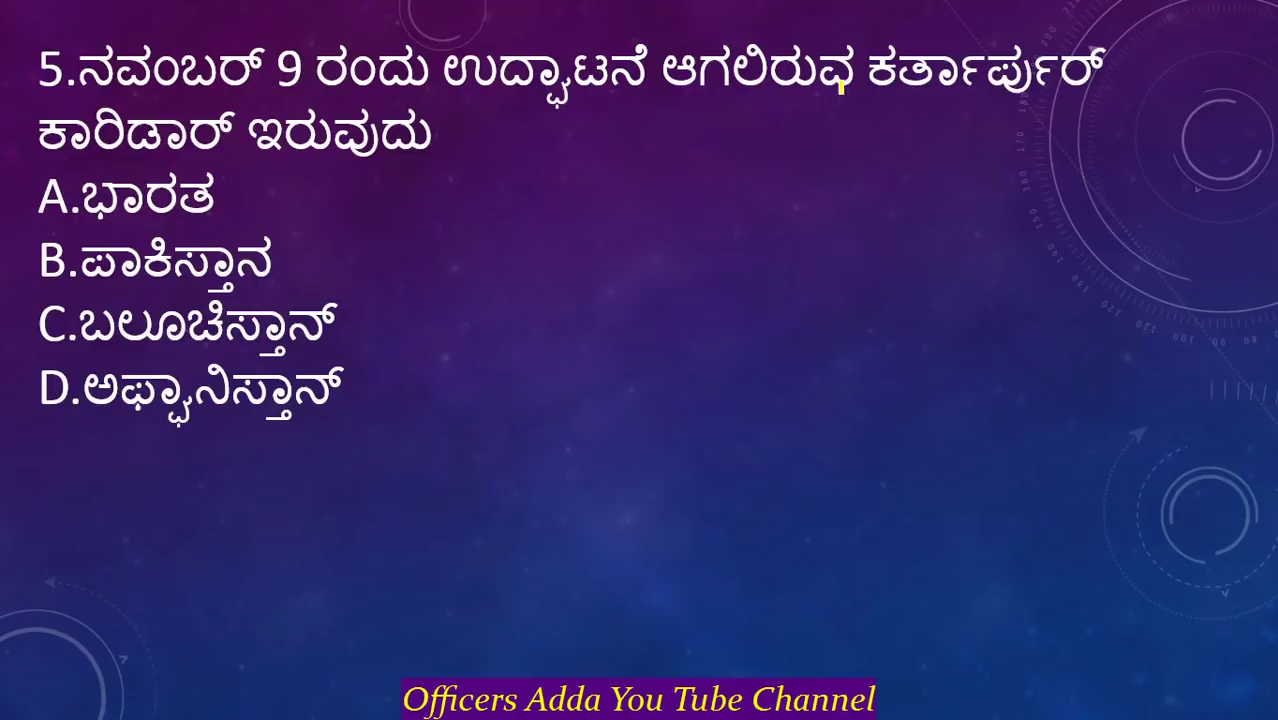 5.ನವಂಬರ್ 9 ರಂದು ಉದ್ಘಾಟನೆ ಆಗಲಿರುವ ಕರ್ತಾರ್ಪುರ್
ಕಾರಿಡಾರ್ ಇರುವುದು
A.ಭಾರತ
B.ಪಾಕಿಸ್ತಾನ
C.ಬಲೂಚಿಸ್ತಾನ್
D.ಅಫ್ಘಾನಿಸ್ತಾನ್
Officers Adda You Tube Channel